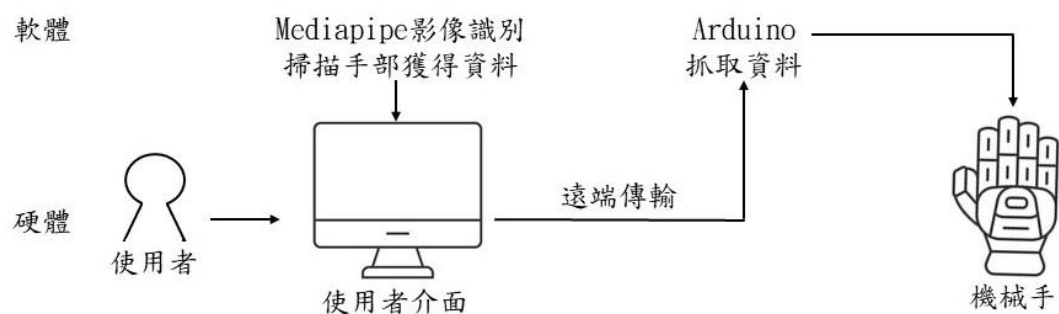 軟體
Mediapipe影像識別
掃描手部獲得資料
Arduino
抓取資料
硬體
使用者
使用者介面
遠端傳輸
機械手